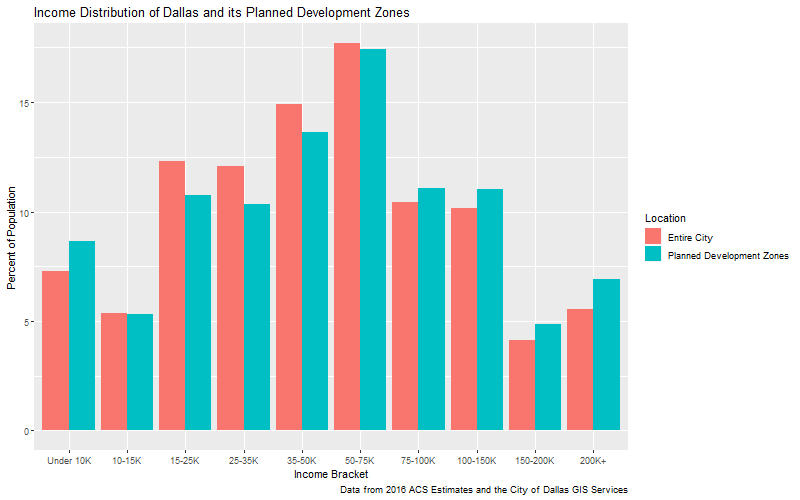 Income Distribution of Dallas and its Planned Development Zones
Percent of Population
15
10
5
0
Under 10K 10-15K 15-25K 25-35K 35-50K 50-75K 75-100K 100-150K 150-200K 200K+
Income Bracket
Location
Entire City
Planned Development Zones
Data from 2016 ACS Estimates and the City of Dallas GIS Services